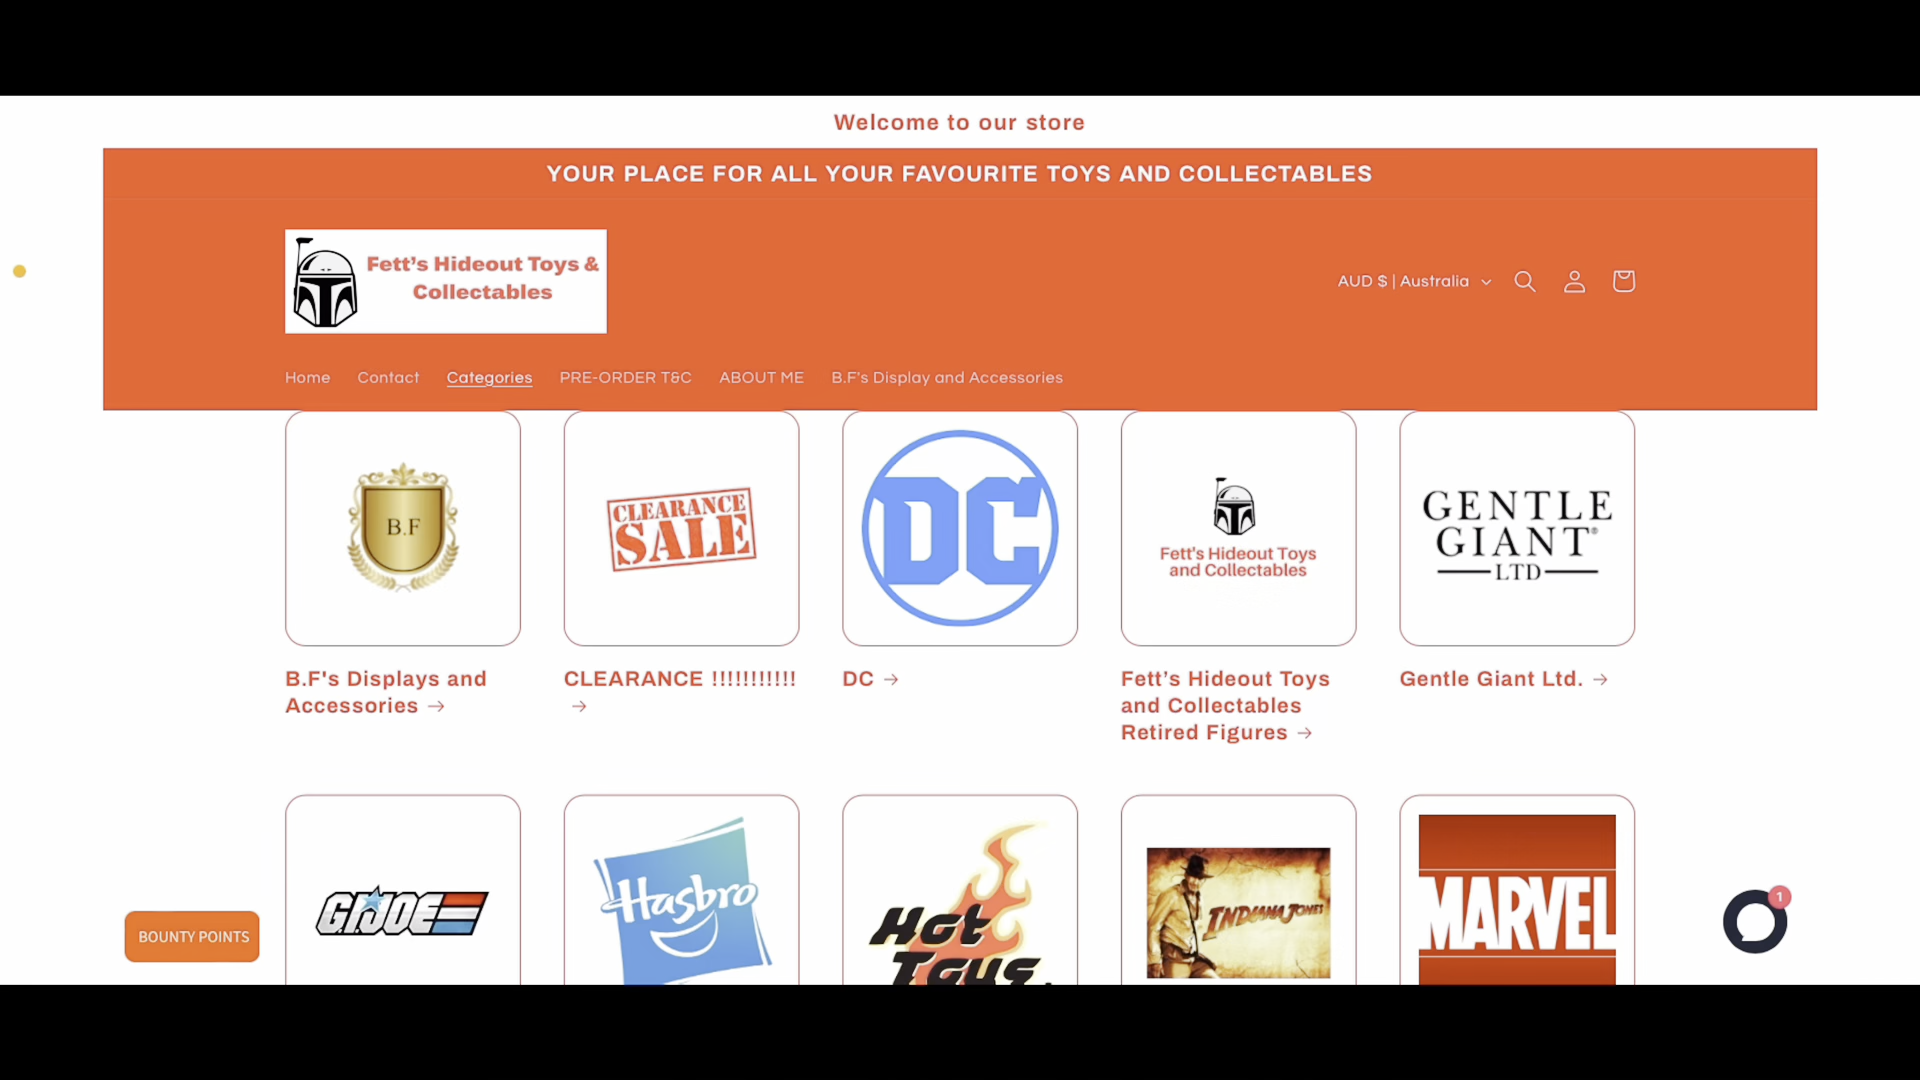 Welcome to our store
YOUR PLACE FOR ALL YOUR FAVOURITE TOYS AND COLLECTABLES
Fett's Hideout Toys &
Collectables
AUD $ | Australia
Home Contact Categories PRE-ORDER T&C ABOUT ME B.F's Display and Accessories
B.F
CLEARANCE
SALE
DC
Fett's Hideout Toys
and Collectables
GENTLE
GIANT®
LTD
B.F's Displays and
Accessories →
CLEARANCE !!!!!!!!!!!
→
DC →
Fett’s Hideout Toys
and Collectables
Retired Figures →
Gentle Giant Ltd. →
G.I.JOE
Hasbro
Hot
Toys
INDIANA JONES
MARVEL
BOUNTY POINTS
1